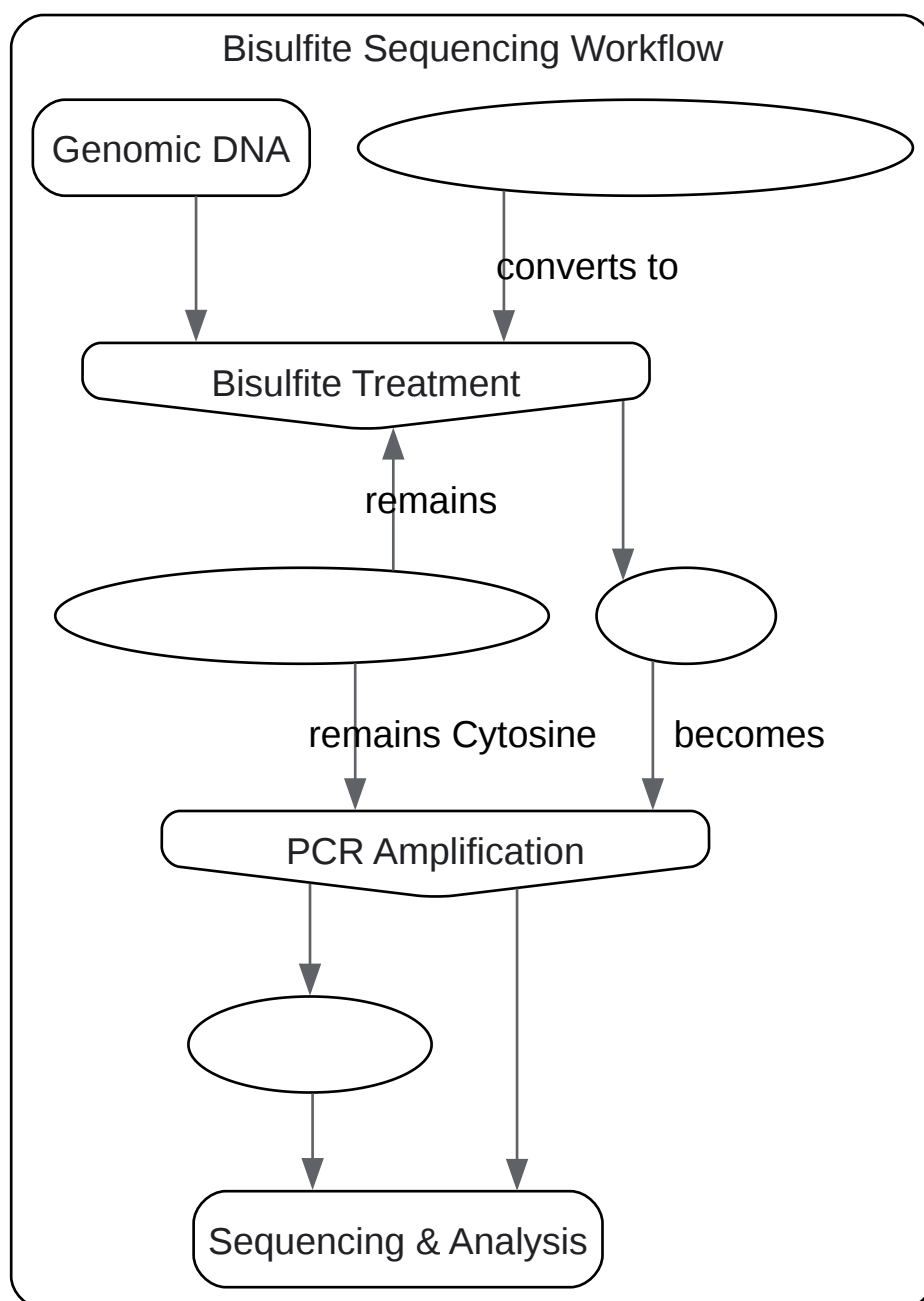 Bisulfite Sequencing Workflow
Genomic DNA
converts to
Bisulfite Treatment
remains
remains Cytosine
becomes
PCR Amplification
Sequencing & Analysis